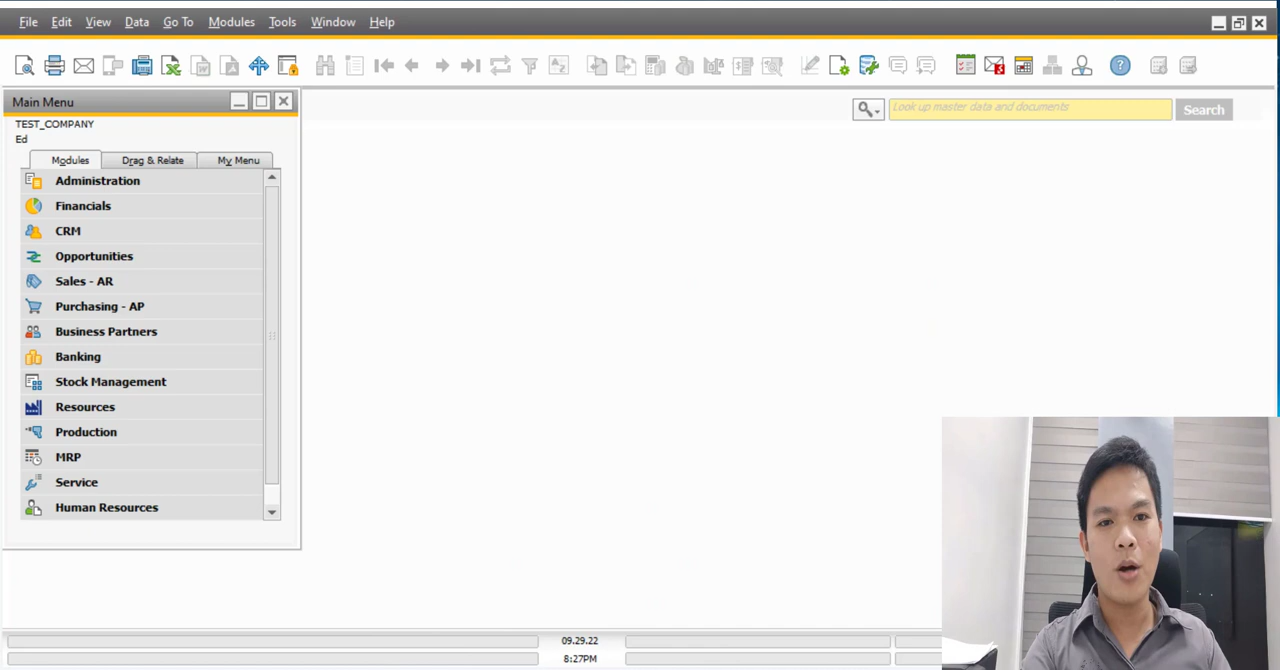 File Edit View Data Go To Modules Tools Window Help
Main Menu
TEST_COMPANY
Ed
Modules Drag & Relate My Menu
Look up master data and documents Search
Administration
Financials
CRM
Opportunities
Sales - AR
Purchasing - AP
Business Partners
Banking
Stock Management
Resources
Production
MRP
Service
Human Resources
09.29.22
8:27PM